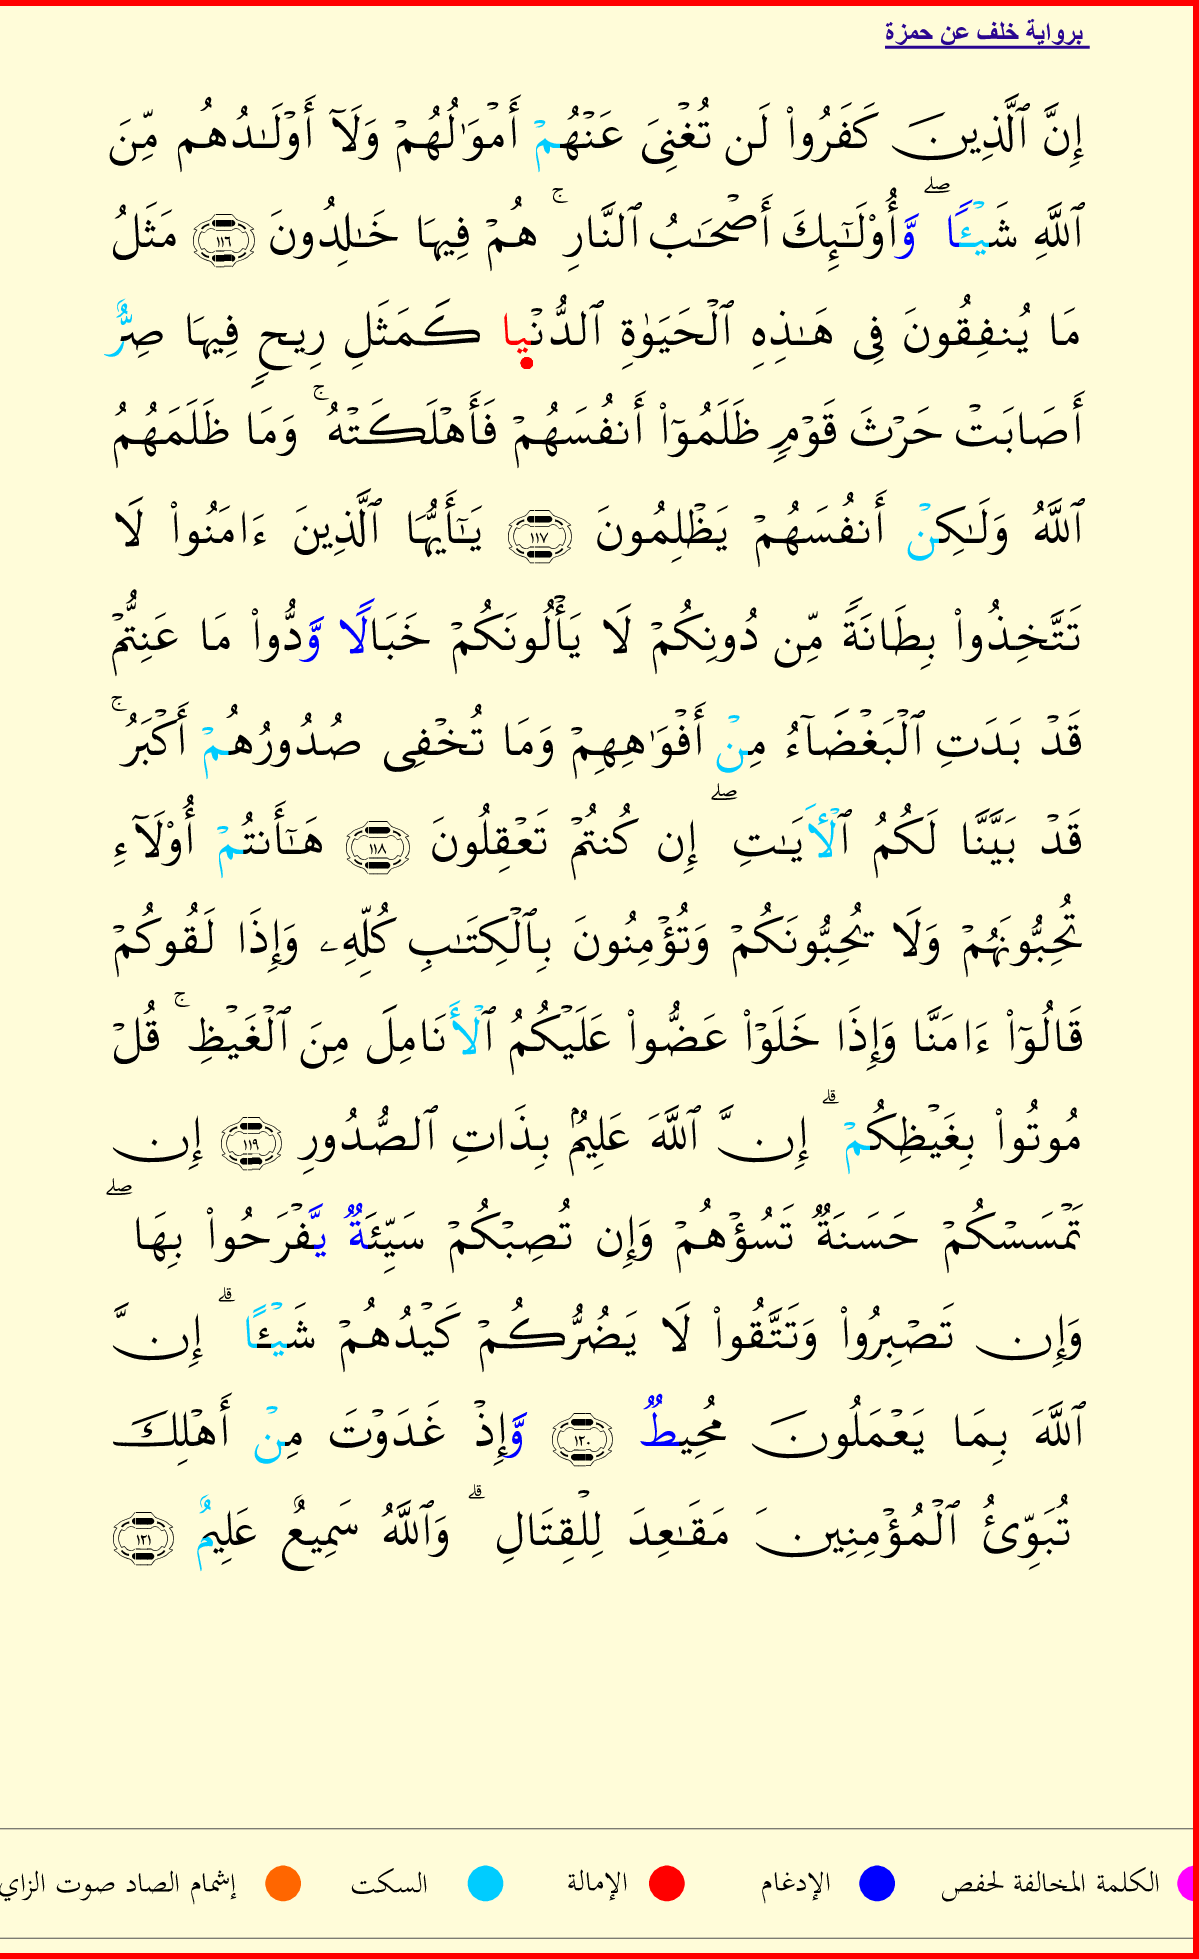 برواية خلف عن حمزة
إِنَّ ٱلَّذِينَ كَفَرُواْ لَن تُغْنِىَ عَنْهُمْ أَمْوَٰلُهُمْ وَلَآ أَوْلَـٰدُهُم مِّنَ
ٱللَّهِ شَيْـًٔا ۖ وَّأُوْلَـٰٓئِكَ أَصْحَـٰبُ ٱلنَّارِ ۚ هُمْ فِيهَا خَـٰلِدُونَ ١١٦ مَثَلُ
مَا يُنفِقُونَ فِى هَـٰذِهِ ٱلْحَيَوٰةِ ٱلدُّنْيا كَمَثَلِ رِيحٍ فِيهَا صِرٌّ
أَصَابَتْ حَرْثَ قَوْمٍ ظَلَمُوٓاْ أَنفُسَهُمْ فَأَهْلَكَتْهُ ۚ وَمَا ظَلَمَهُمُ
ٱللَّهُ وَلَـٰكِنْ أَنفُسَهُمْ يَظْلِمُونَ ١١٧ يَـٰٓأَيُّهَا ٱلَّذِينَ ءَامَنُواْ لَا
تَتَّخِذُواْ بِطَانَةً مِّن دُونِكُمْ لَا يَأْلُونَكُمْ خَبَالًا وَّدُّواْ مَا عَنِتُّمْ
قَدْ بَدَتِ ٱلْبَغْضَآءُ مِنْ أَفْوَٰهِهِمْ وَمَا تُخْفِى صُدُورُهُمْ أَكْبَرُ ۚ
قَدْ بَيَّنَّا لَكُمُ ٱلْأَيَـٰتِ ۖ إِن كُنتُمْ تَعْقِلُونَ ١١٨ هَـٰٓأَنتُمْ أُوْلَآءِ
تُحِبُّونَهُمْ وَلَا يُحِبُّونَكُمْ وَتُؤْمِنُونَ بِٱلْكِتَـٰبِ كُلِّهِۦ وَإِذَا لَقُوكُمْ
قَالُوٓاْ ءَامَنَّا وَإِذَا خَلَوْاْ عَضُّواْ عَلَيْكُمُ ٱلْأَنَامِلَ مِنَ ٱلْغَيْظِ ۚ قُلْ
مُوتُواْ بِغَيْظِكُمْ ۗ إِنَّ ٱللَّهَ عَلِيمٌۢ بِذَاتِ ٱلصُّدُورِ ١١٩ إِن
تَمْسَسْكُمْ حَسَنَةٌ تَسُؤْهُمْ وَإِن تُصِبْكُمْ سَيِّئَةٌ يَّفْرَحُواْ بِهَا ۖ
وَإِن تَصْبِرُواْ وَتَتَّقُواْ لَا يَضُرُّكُمْ كَيْدُهُمْ شَيْـًٔا ۗ إِنَّ
ٱللَّهَ بِمَا يَعْمَلُونَ مُحِيطٌ ١٢٠ وَّإِذْ غَدَوْتَ مِنْ أَهْلِكَ
تُبَوِّئُ ٱلْمُؤْمِنِينَ مَقَـٰعِدَ لِلْقِتَالِ ۗ وَٱللَّهُ سَمِيعٌ عَلِيمٌ ١٢١
الكلمة المخالفة لحفص الإدغام الإمالة السكت إشمام الصاد صوت الزاي